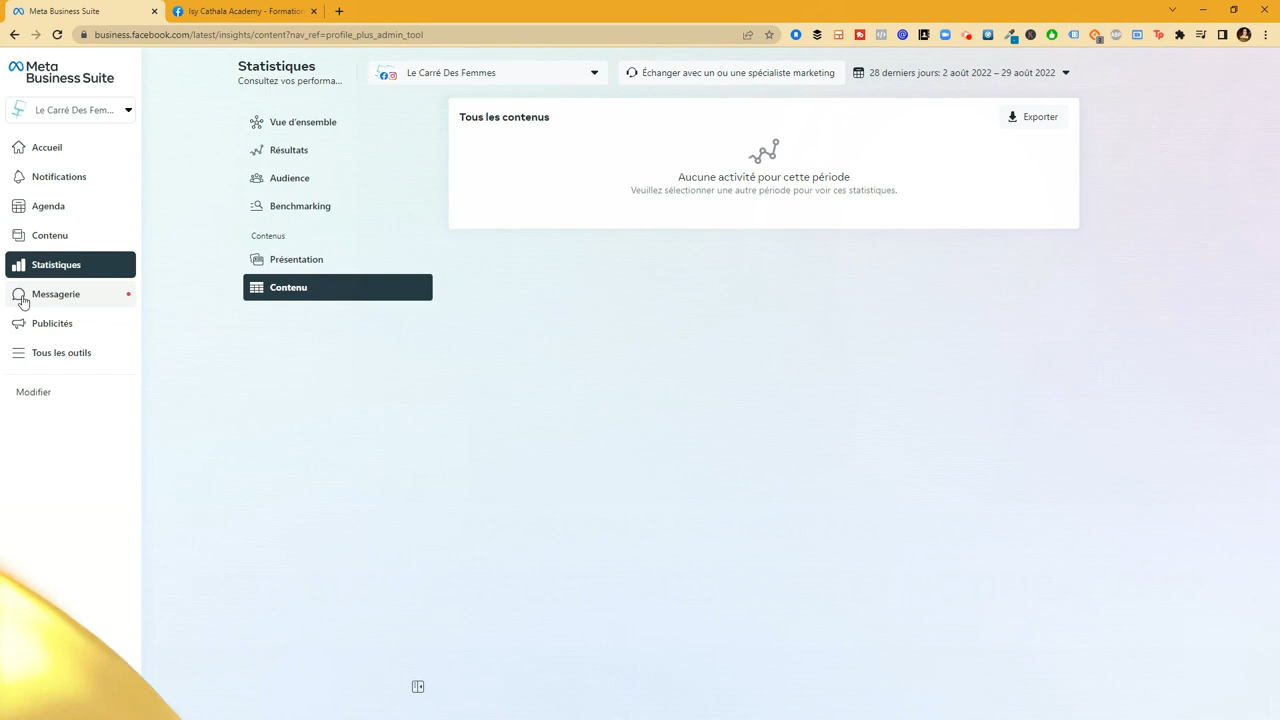 Meta Business Suite
Isy Cathala Academy - Formation
business.facebook.com/latest/insights/content?nav_ref=profile_plus_admin_tool
Meta
Business Suite
Le Carré Des Fem...
Accueil
Notifications
Agenda
Contenu
Statistiques
Messagerie
Publicités
Tous les outils
Modifier
Statistiques
Consultez vos performa...
Le Carré Des Femmes
Échanger avec un ou une spécialiste marketing
28 derniers jours: 2 août 2022 – 29 août 2022
Vue d'ensemble
Résultats
Audience
Benchmarking
Contenus
Présentation
Contenu
Tous les contenus
Exporter
Aucune activité pour cette période
Veuillez sélectionner une autre période pour voir ces statistiques.